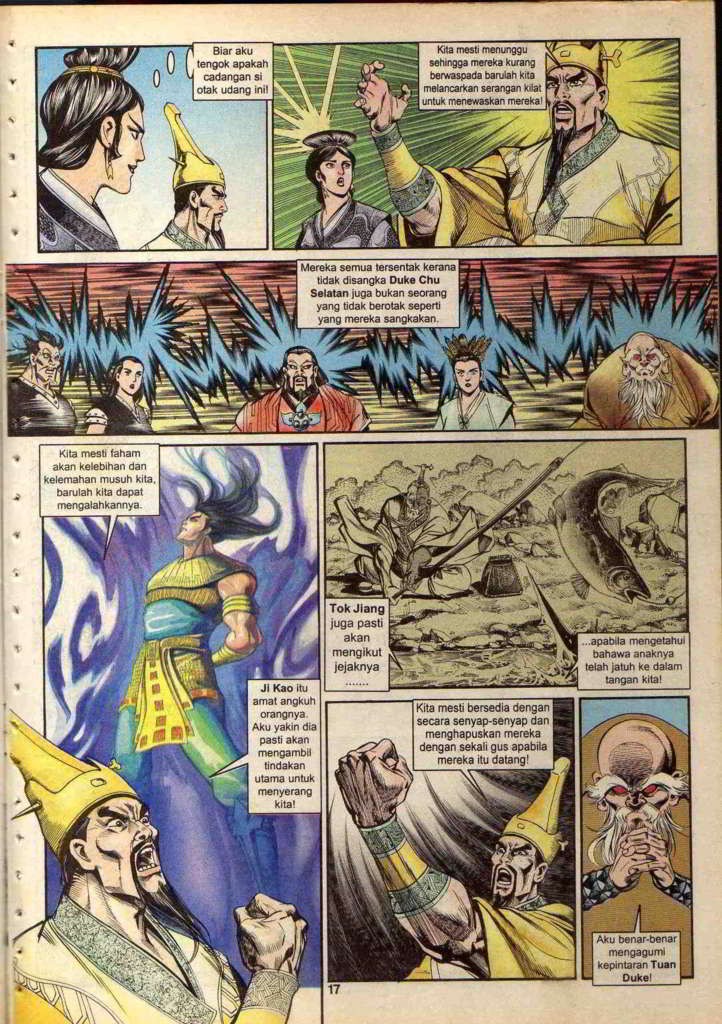 Biar aku
tengok apakah
cadangan si
otak udang ini!
Kita mesti menunggu
sehingga mereka kurang
berwaspada barulah kita
melancarkan serangan kilat
untuk menewaskan mereka!
Mereka semua tersentak kerana
tidak disangka Duke Chu
Selatan juga bukan seorang
yang tidak berotak seperti
yang mereka sangkakan.
Kita mesti faham
akan kelebihan dan
kelemahan musuh kita,
barulah kita dapat
mengalahkannya.
Ji Kao itu
amat angkuh
orangnya.
Aku yakin dia
pasti akan
mengambil
tindakan
utama untuk
menyerang
kita!
Tok Jiang
juga pasti
akan
mengikut
jejaknya
.......
...apabila mengetahui
bahawa anaknya
telah jatuh ke dalam
tangan kita!
Kita mesti bersedia dengan
secara senyap-senyap dan
menghapuskan mereka
dengan sekali gus apabila
mereka itu datang!
Aku benar-benar
mengagumi
kepintaran Tuan
Duke!
17